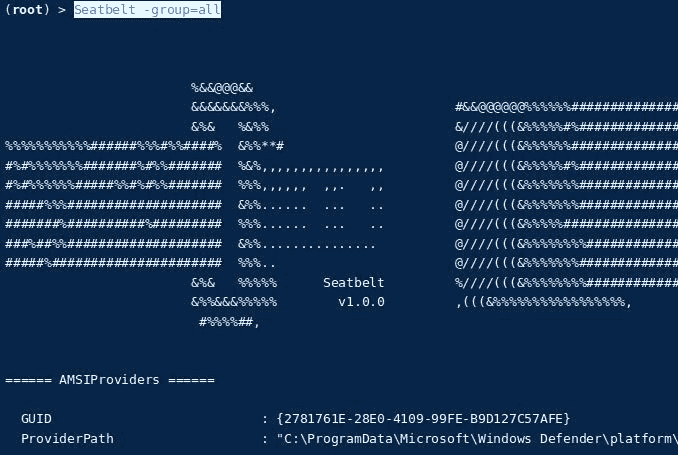 (root) > Seatbelt -group=all
%&&@@@&&
&&&&&&&%%%, #&&@@@@@@%%%%%%###############
&%& %&%% &////(((&%%%%%#%##############
%%%%%%%%%%%######%%%#%%####% &%%**# @////(((&%%%%%%###############
#%#%%%%%%%#######%#%%####### %&%,,,,,,,,,,,,,,,, @////(((&%%%%%#%##############
#%#%%%%%%#####%%#%#%%####### %%%,,,,,, ,,. ,, @////(((&%%%%%%%##############
#####%%%#################### &%%...... ... .. @////(((&%%%%%%%##############
#######%##########%######### %%%...... ... .. @////(((&%%%%%################
###%##%%#################### &%%............... @////(((&%%%%%%%%#############
#####%###################### %%%.. @////(((&%%%%%%%##############
&%& %%%%% Seatbelt %////(((&%%%%%%%%#############
&%%&&&%%%%% v1.0.0 ,(((&%%%%%%%%%%%%%%%%%,
#%%%%##,
====== AMSIProviders ======
GUID : {2781761E-28E0-4109-99FE-B9D127C57AFE}
ProviderPath : "C:\ProgramData\Microsoft\Windows Defender\platform\